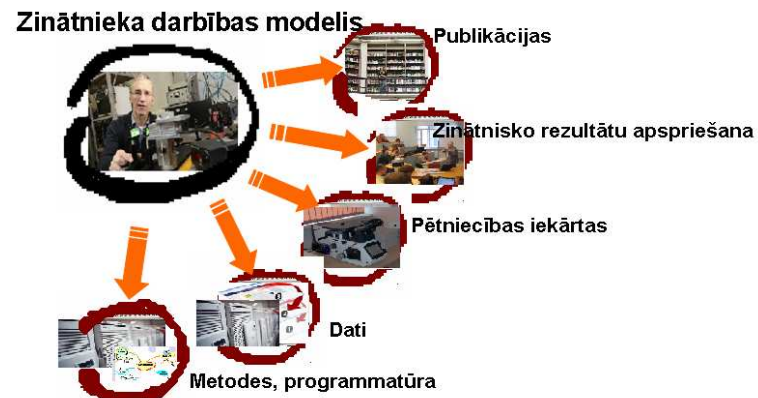 Zinātnieka darbības modelis
Publikācijas
Zinātnisko rezultātu apspriešana
Pētniecības iekārtas
Dati
Metodes, programmatūra